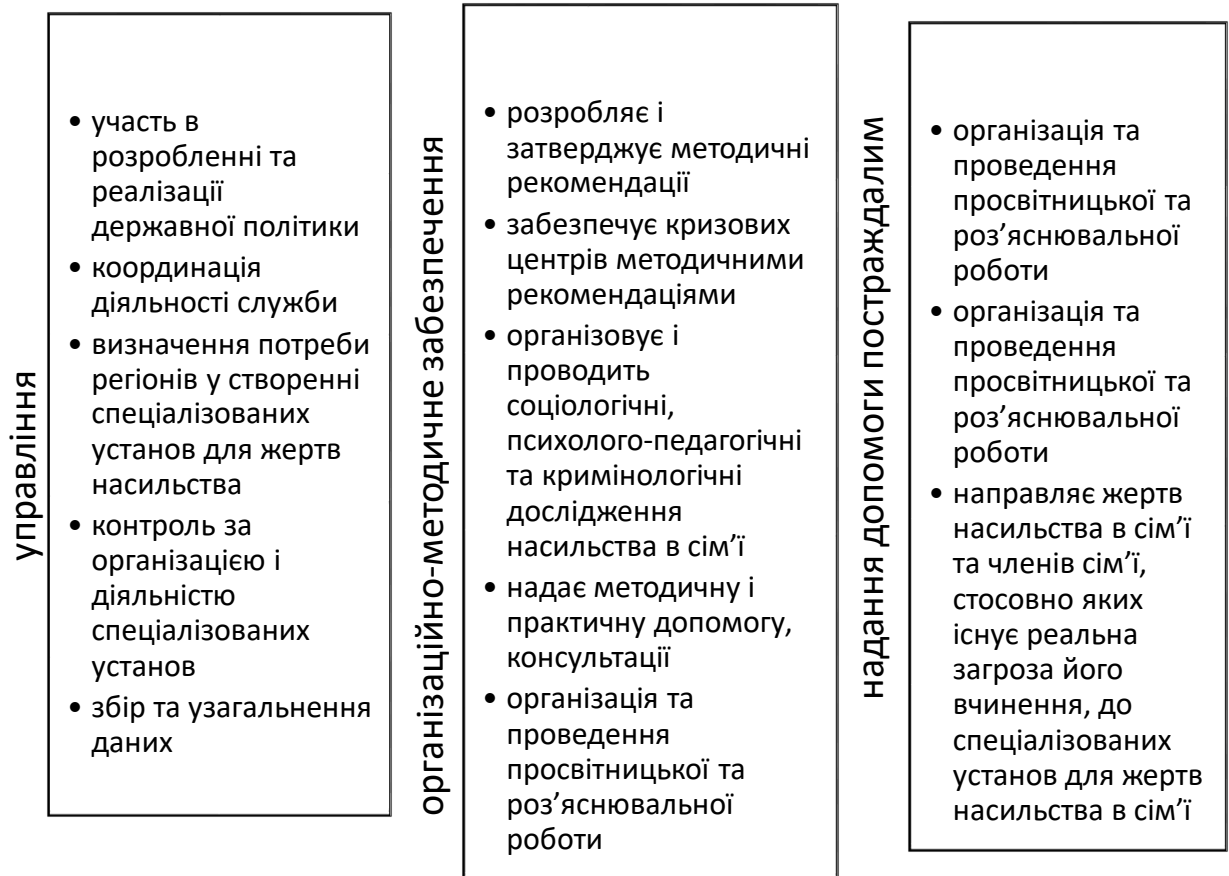 управління
• участь в
розробленні та
реалізації
державної політики
• координація
діяльності служби
• визначення потреби
регіонів у створенні
спеціалізованих
установ для жертв
насильства
• контроль за
організацією і
діяльністю
спеціалізованих
установ
• збір та узагальнення
даних
організаційно-методичне забезпечення
• розробляє і
затверджує методичні
рекомендації
• забезпечує кризових
центрів методичними
рекомендаціями
• організовує і
проводить
соціологічні,
психолого-педагогічні
та кримінологічні
дослідження
насильства в сім’ї
• надає методичну і
практичну допомогу,
консультації
• організація та
проведення
просвітницької та
роз’яснювальної
роботи
надання допомоги постраждалим
• організація та
проведення
просвітницької та
роз’яснювальної
роботи
• організація та
проведення
просвітницької та
роз’яснювальної
роботи
• направляє жертв
насильства в сім’ї
та членів сім’ї,
стосовно яких
існує реальна
загроза його
вчинення, до
спеціалізованих
установ для жертв
насильства в сім’ї